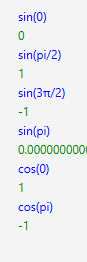 sin(0)
0
sin(pi/2)
1
sin(3π/2)
-1
sin(pi)
0.0000000000
cos(0)
1
cos(pi)
-1